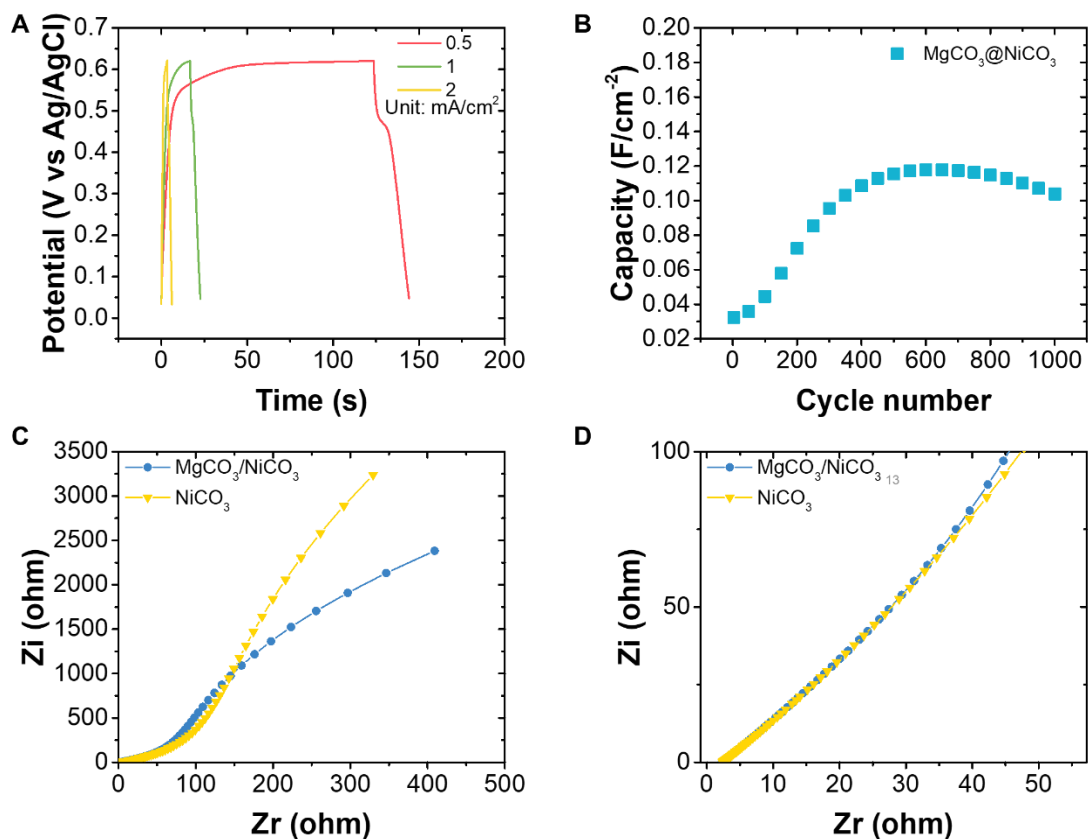 A
0.7
0.6
0.5
0.4
0.3
0.2
0.1
0.0
Potential (V vs Ag/AgCl)
0.5
1
2
Unit: mA/cm²
0 50 100 150 200
Time (s)
B
0.20
0.18
0.16
0.14
0.12
0.10
0.08
0.06
0.04
0.02
Capacity (F/cm⁻²)
MgCO₃@NiCO₃
0 200 400 600 800 1000
Cycle number
C
3500
3000
2500
2000
1500
1000
500
0
Zi (ohm)
MgCO₃/NiCO₃
NiCO₃
0 100 200 300 400 500
Zr (ohm)
D
100
50
0
Zi (ohm)
MgCO₃/NiCO₃ 13
NiCO₃
0 10 20 30 40 50
Zr (ohm)